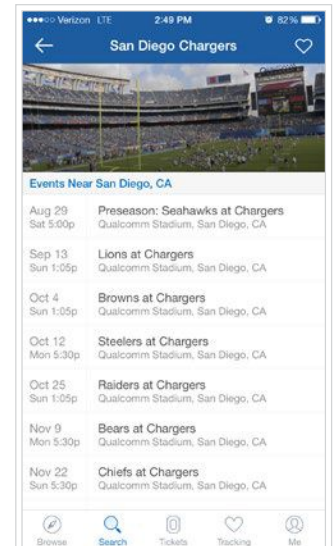 Verizon LTE 2:49 PM 82%
San Diego Chargers
Events Near San Diego, CA
Aug 29 Preseason: Seahawks at Chargers
Sat 5:00p Qualcomm Stadium, San Diego, CA
Sep 13 Lions at Chargers
Sun 1:05p Qualcomm Stadium, San Diego, CA
Oct 4 Browns at Chargers
Sun 1:05p Qualcomm Stadium, San Diego, CA
Oct 12 Steelers at Chargers
Mon 5:30p Qualcomm Stadium, San Diego, CA
Oct 25 Raiders at Chargers
Sun 1:05p Qualcomm Stadium, San Diego, CA
Nov 9 Bears at Chargers
Mon 5:30p Qualcomm Stadium, San Diego, CA
Nov 22 Chiefs at Chargers
Sun 5:30p Qualcomm Stadium, San Diego, CA
Browse Search Tickets Tracking Me